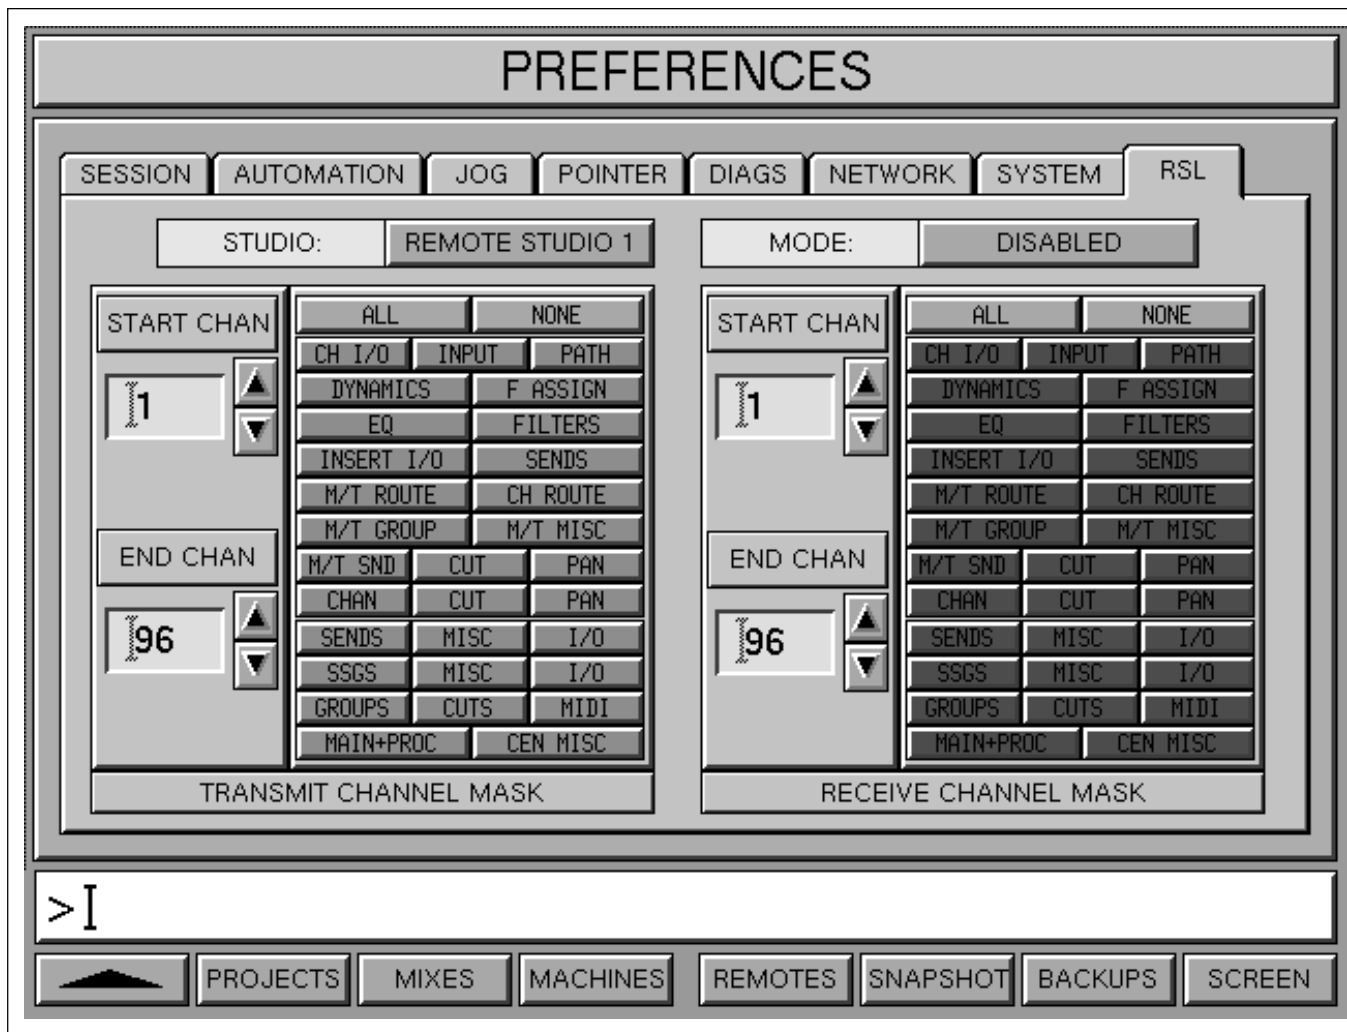 PREFERENCES
SESSION AUTOMATION JOG POINTER DIAGS NETWORK SYSTEM RSL
STUDIO: REMOTE STUDIO 1 MODE: DISABLED
START CHAN
1
END CHAN
96
ALL NONE
CH I/O INPUT PATH
DYNAMICS F ASSIGN
EQ FILTERS
INSERT I/O SENDS
M/T ROUTE CH ROUTE
M/T GROUP M/T MISC
M/T SND CUT PAN
CHAN CUT PAN
SENDS MISC I/O
SSGS MISC I/O
GROUPS CUTS MIDI
MAIN+PROC CEN MISC
TRANSMIT CHANNEL MASK
START CHAN
1
END CHAN
96
ALL NONE
CH I/O INPUT PATH
DYNAMICS F ASSIGN
EQ FILTERS
INSERT I/O SENDS
M/T ROUTE CH ROUTE
M/T GROUP M/T MISC
M/T SND CUT PAN
CHAN CUT PAN
SENDS MISC I/O
SSGS MISC I/O
GROUPS CUTS MIDI
MAIN+PROC CEN MISC
RECEIVE CHANNEL MASK
>
PROJECTS MIXES MACHINES REMOTES SNAPSHOT BACKUPS SCREEN